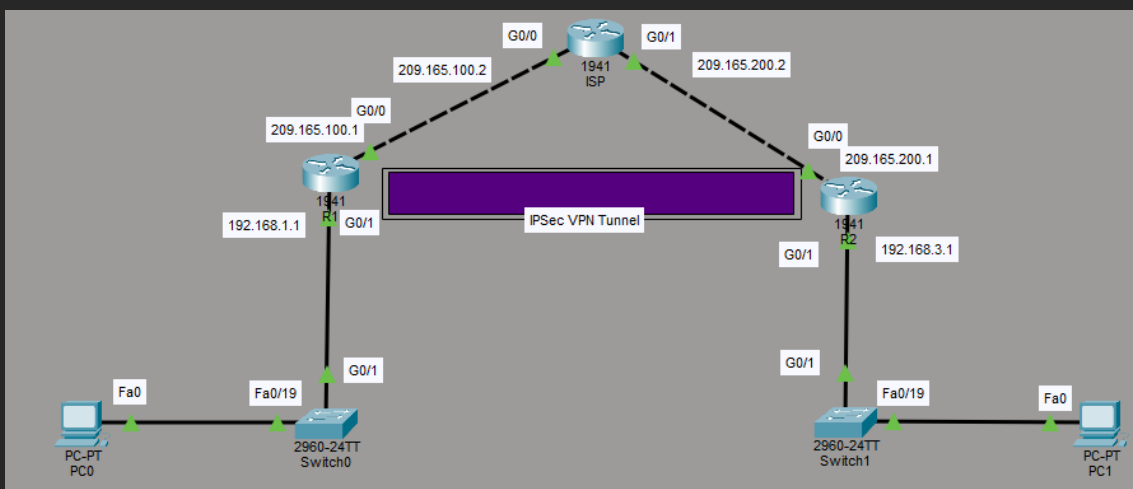 G0/0
G0/1
1941
ISP
209.165.100.2
209.165.200.2
G0/0
209.165.100.1
G0/0
209.165.200.1
1941
R1
192.168.1.1
G0/1
IPSec VPN Tunnel
1941
R2
G0/1
192.168.3.1
G0/1
G0/1
Fa0
Fa0/19
Fa0/19
Fa0
PC-PT
PC0
2960-24TT
Switch0
2960-24TT
Switch1
PC-PT
PC1